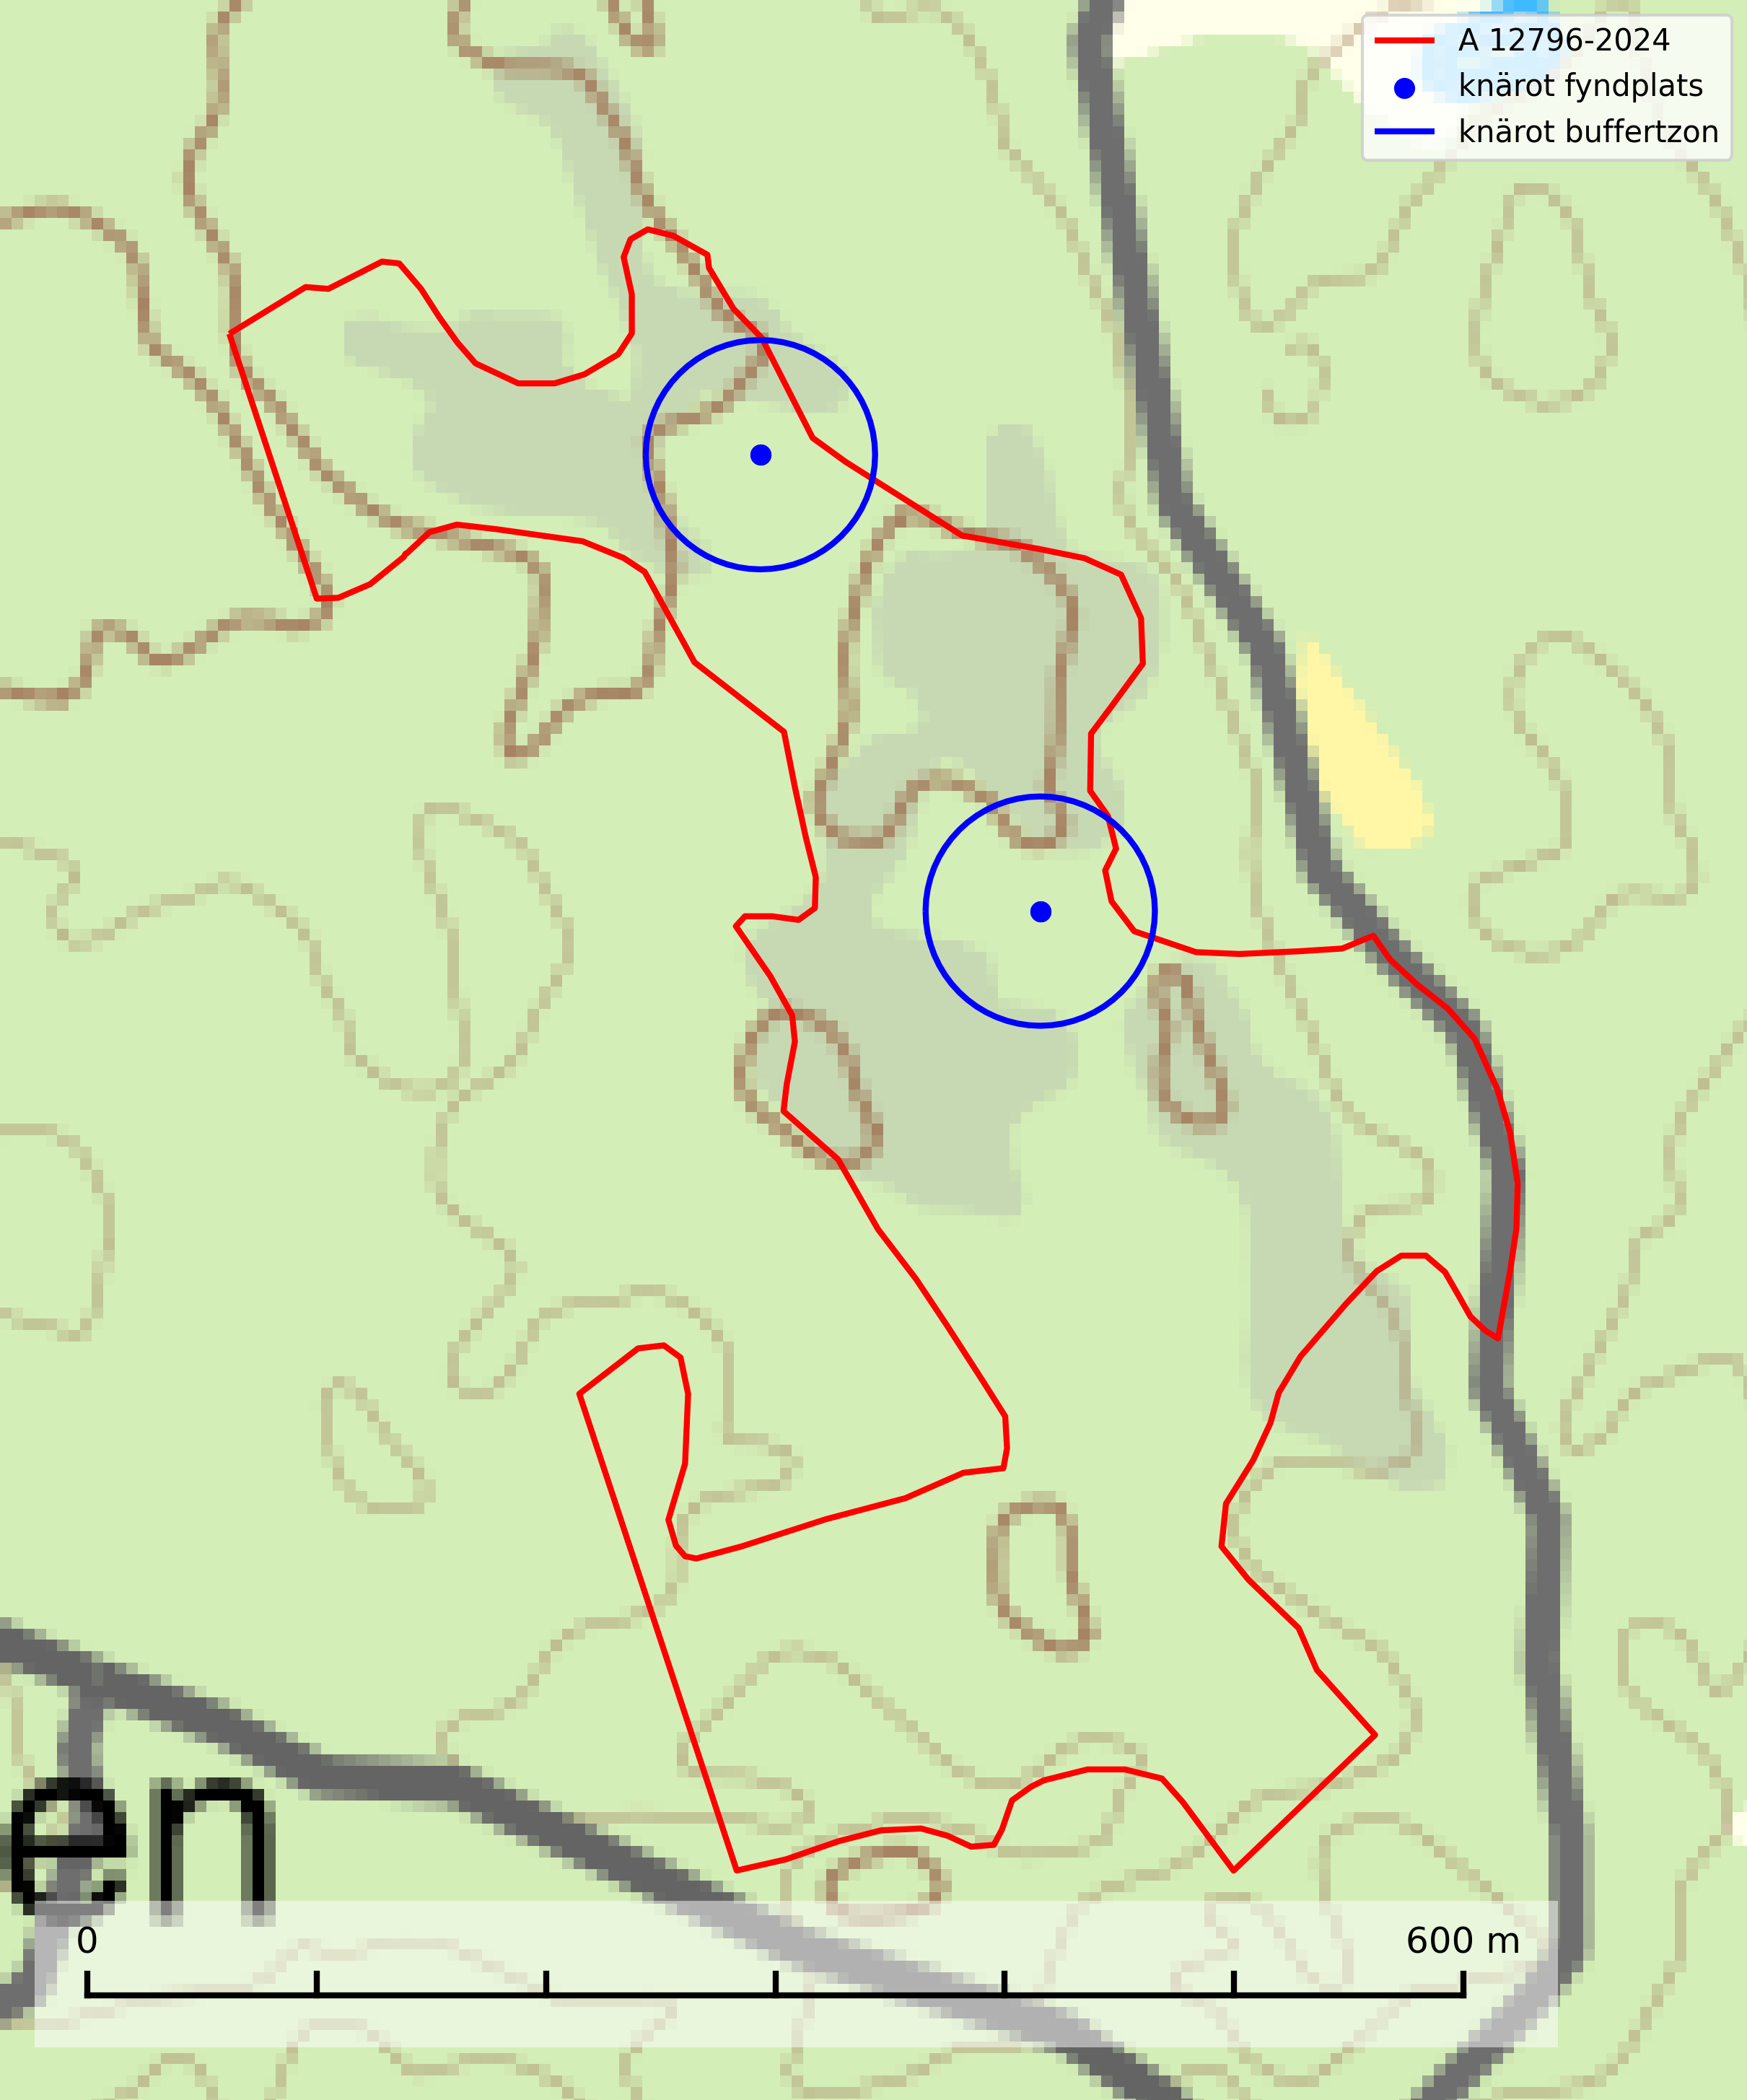 A 12796-2024
knärot fyndplats
knärot buffertzon
en
0
600 m